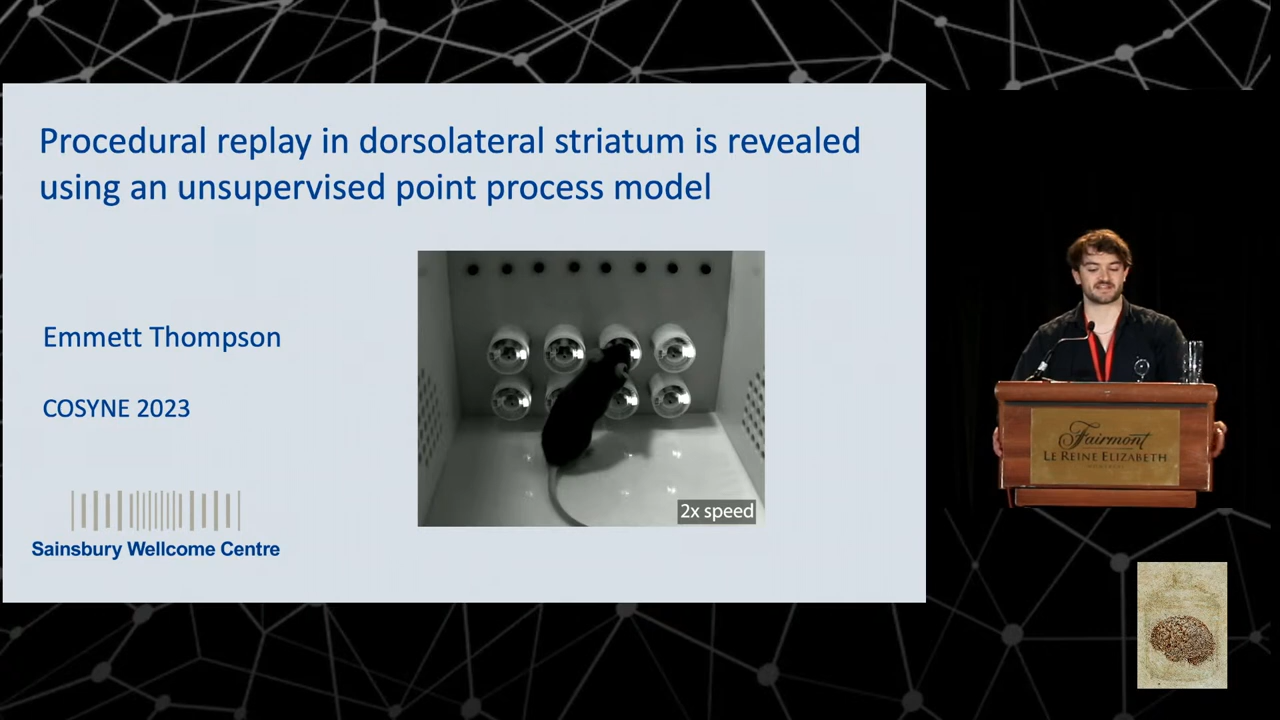 Procedural replay in dorsolateral striatum is revealed
using an unsupervised point process model
Emmett Thompson
COSYNE 2023
Sainsbury Wellcome Centre
2x speed
Fairmont
LE REINE ELIZABETH